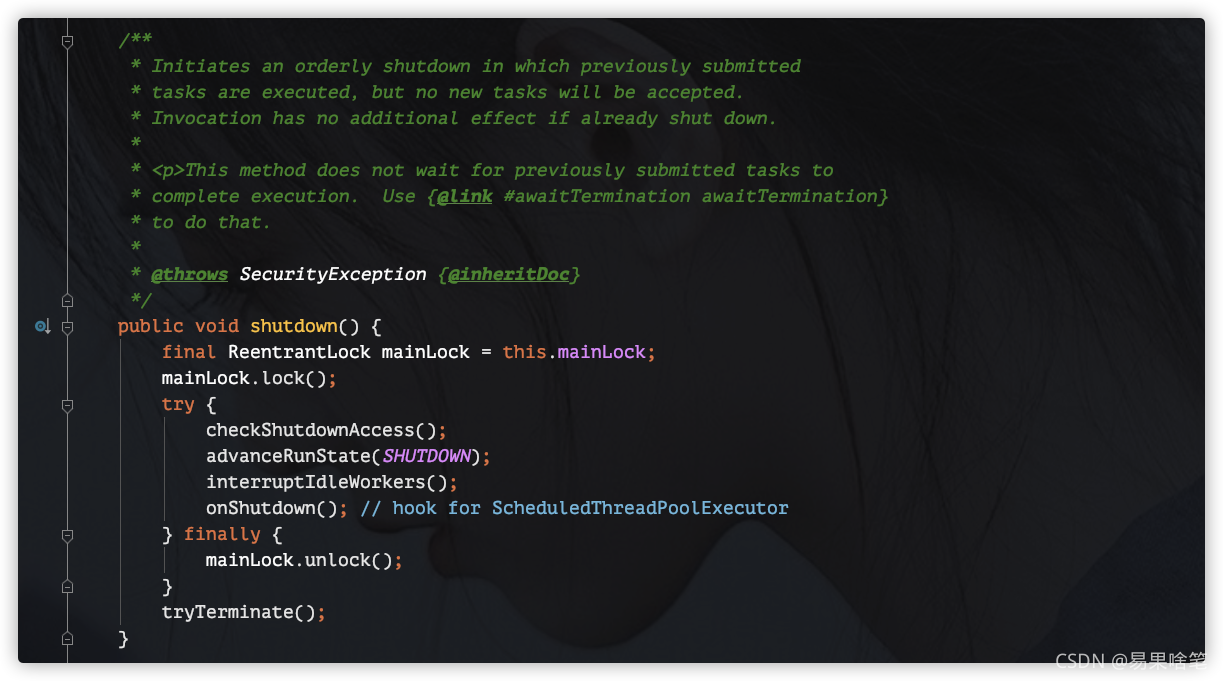 /**
 * Initiates an orderly shutdown in which previously submitted
 * tasks are executed, but no new tasks will be accepted.
 * Invocation has no additional effect if already shut down.
 *
 * <p>This method does not wait for previously submitted tasks to
 * complete execution.  Use {@link #awaitTermination awaitTermination}
 * to do that.
 *
 * @throws SecurityException {@inheritDoc}
 */
public void shutdown() {
    final ReentrantLock mainLock = this.mainLock;
    mainLock.lock();
    try {
        checkShutdownAccess();
        advanceRunState(SHUTDOWN);
        interruptIdleWorkers();
        onShutdown(); // hook for ScheduledThreadPoolExecutor
    } finally {
        mainLock.unlock();
    }
    tryTerminate();
}
CSDN @易果啥笔